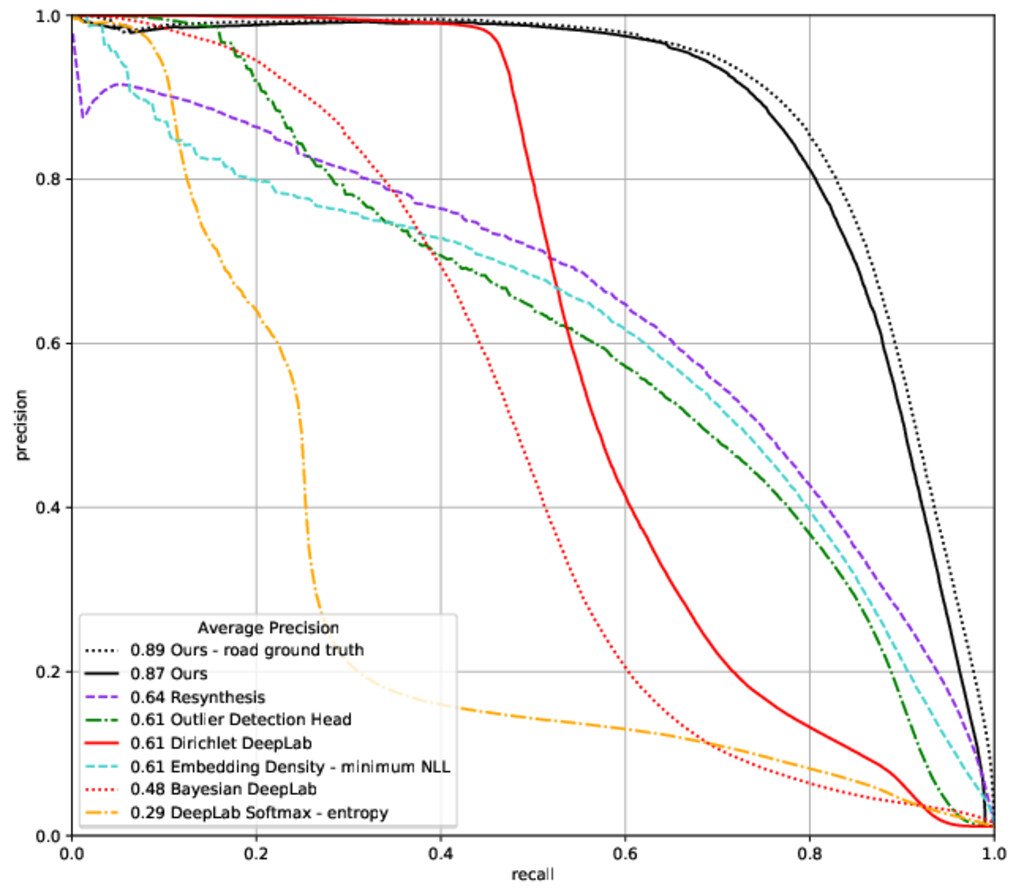 1.0
0.8
0.6
0.4
0.2
0.0
precision
Average Precision
0.89 Ours - road ground truth
0.87 Ours
0.64 Resynthesis
0.61 Outlier Detection Head
0.61 Dirichlet DeepLab
0.61 Embedding Density - minimum NLL
0.48 Bayesian DeepLab
0.29 DeepLab Softmax - entropy
0.0 0.2 0.4 0.6 0.8 1.0
recall